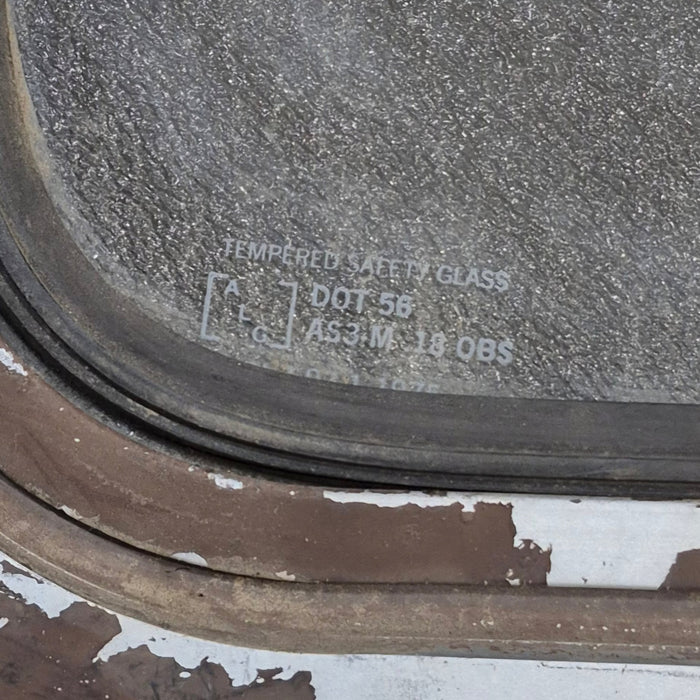 TEMPERED SAFETY GLASS
A L G
DOT 56
AS3 M 18 OBS